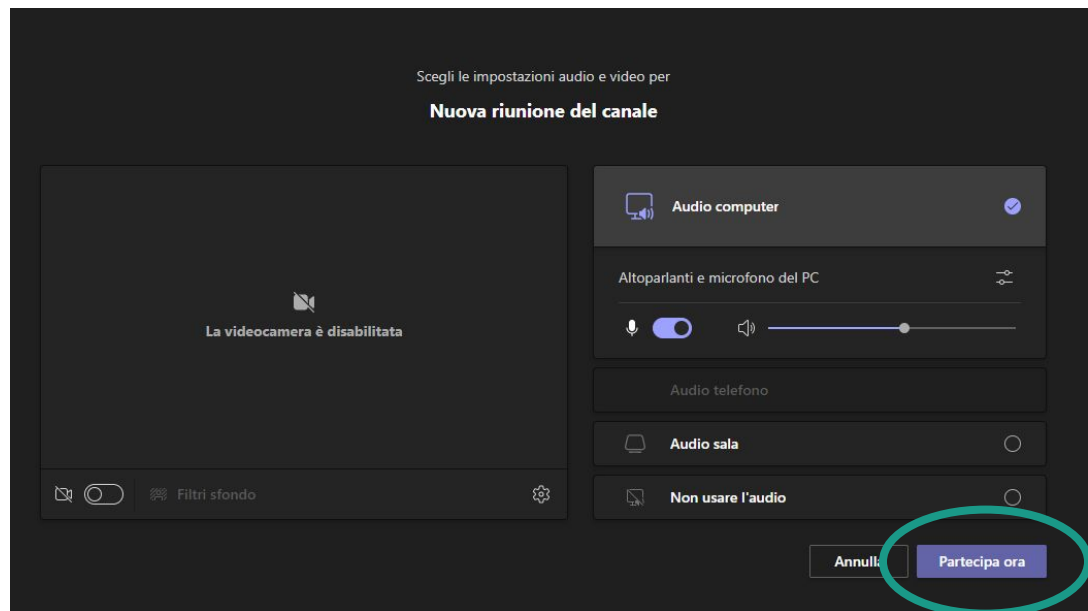 Scegli le impostazioni audio e video per
Nuova riunione del canale
La videocamera è disabilitata
Filtri sfondo
Audio computer
Altoparlanti e microfono del PC
Audio telefono
Audio sala
Non usare l'audio
Annulla
Partecipa ora